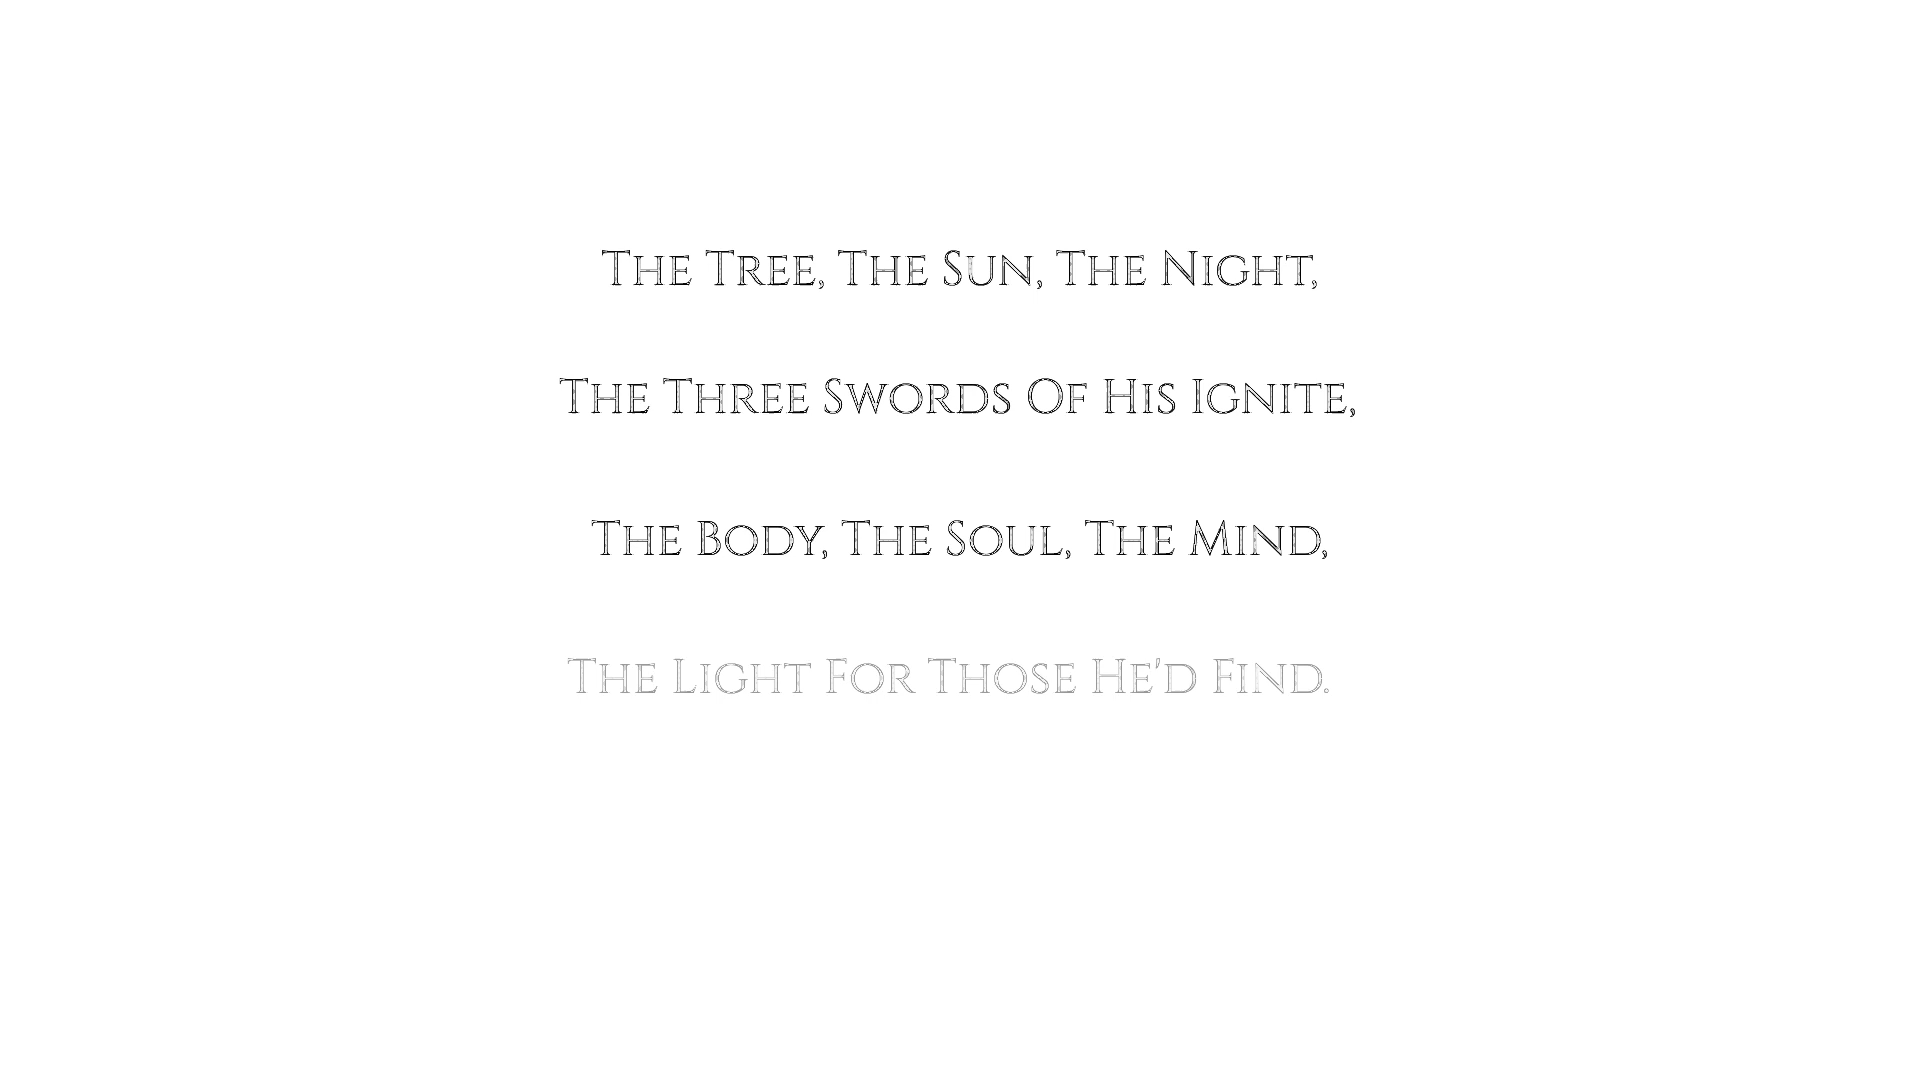 The Tree, The Sun, The Night,
The Three Swords Of His Ignite,
The Body, The Soul, The Mind,
The Light For Those He'd Find.